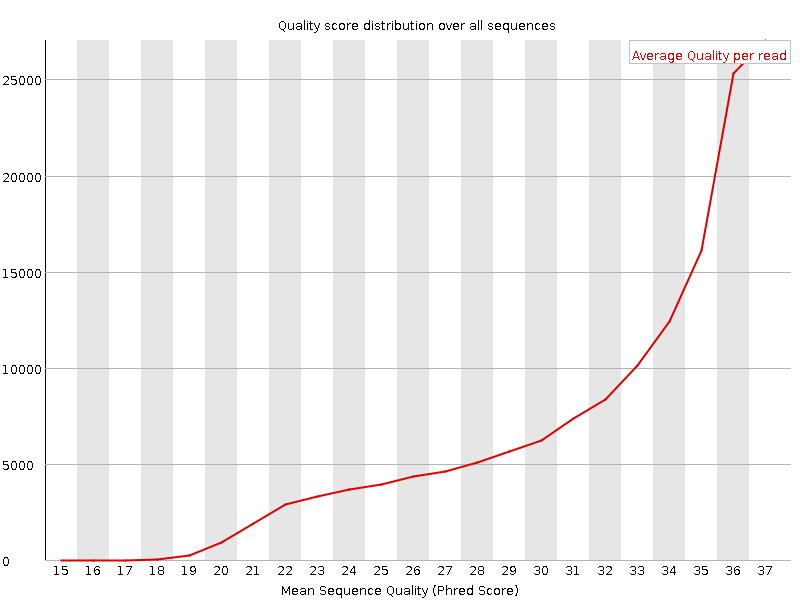 Quality score distribution over all sequences
Average Quality per read
25000
20000
15000
10000
5000
0
15 16 17 18 19 20 21 22 23 24 25 26 27 28 29 30 31 32 33 34 35 36 37
Mean Sequence Quality (Phred Score)